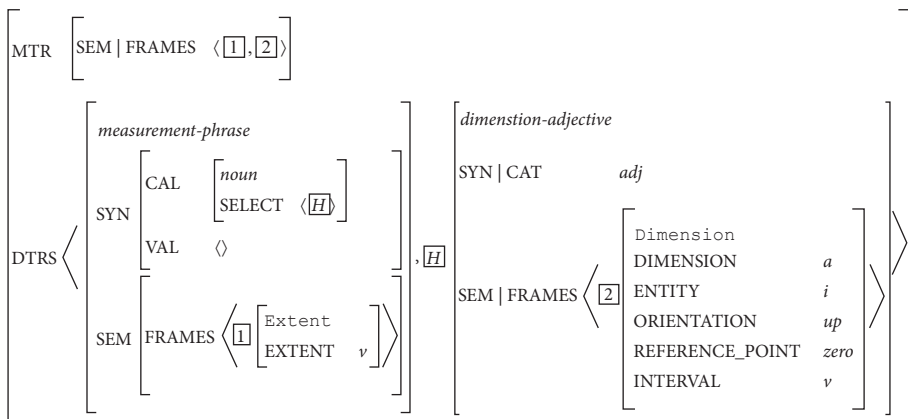 MTR [SEM | FRAMES ⟨[1], [2]⟩]
DTRS
measurement-phrase
SYN
CAL
noun
SELECT ⟨[H]⟩
VAL ⟨⟩
SEM
FRAMES ⟨[1]
Extent
EXTENT v
, [H]
dimenstion-adjective
SYN | CAT adj
SEM | FRAMES ⟨[2]
Dimension
DIMENSION a
ENTITY i
ORIENTATION up
REFERENCE_POINT zero
INTERVAL v